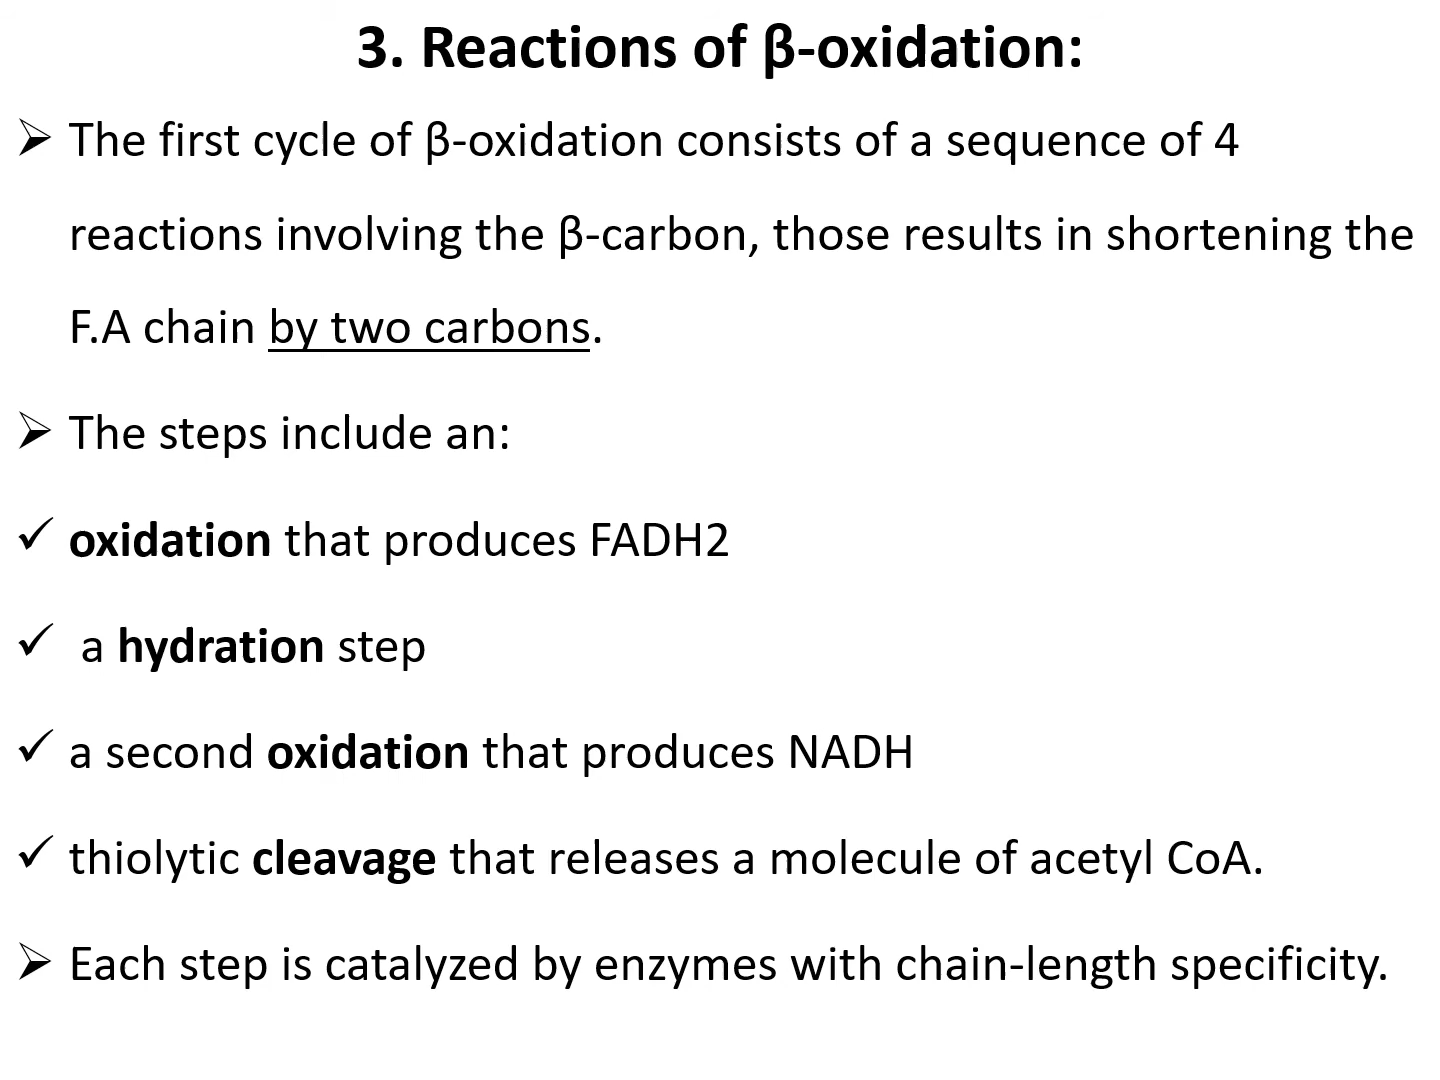 3. Reactions of β-oxidation:
➢ The first cycle of β-oxidation consists of a sequence of 4
reactions involving the β-carbon, those results in shortening the
F.A chain by two carbons.
➢ The steps include an:
✓ oxidation that produces FADH2
✓ a hydration step
✓ a second oxidation that produces NADH
✓ thiolytic cleavage that releases a molecule of acetyl CoA.
➢ Each step is catalyzed by enzymes with chain-length specificity.